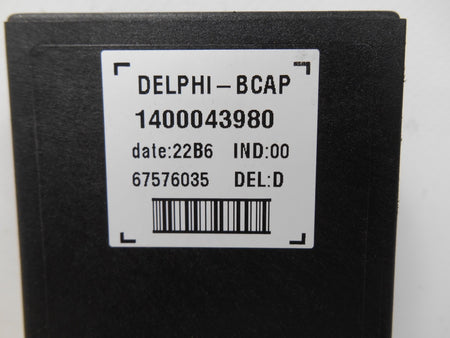 DELPHI-BCAP
1400043980
date:22B6 IND:00
67576035 DEL:D